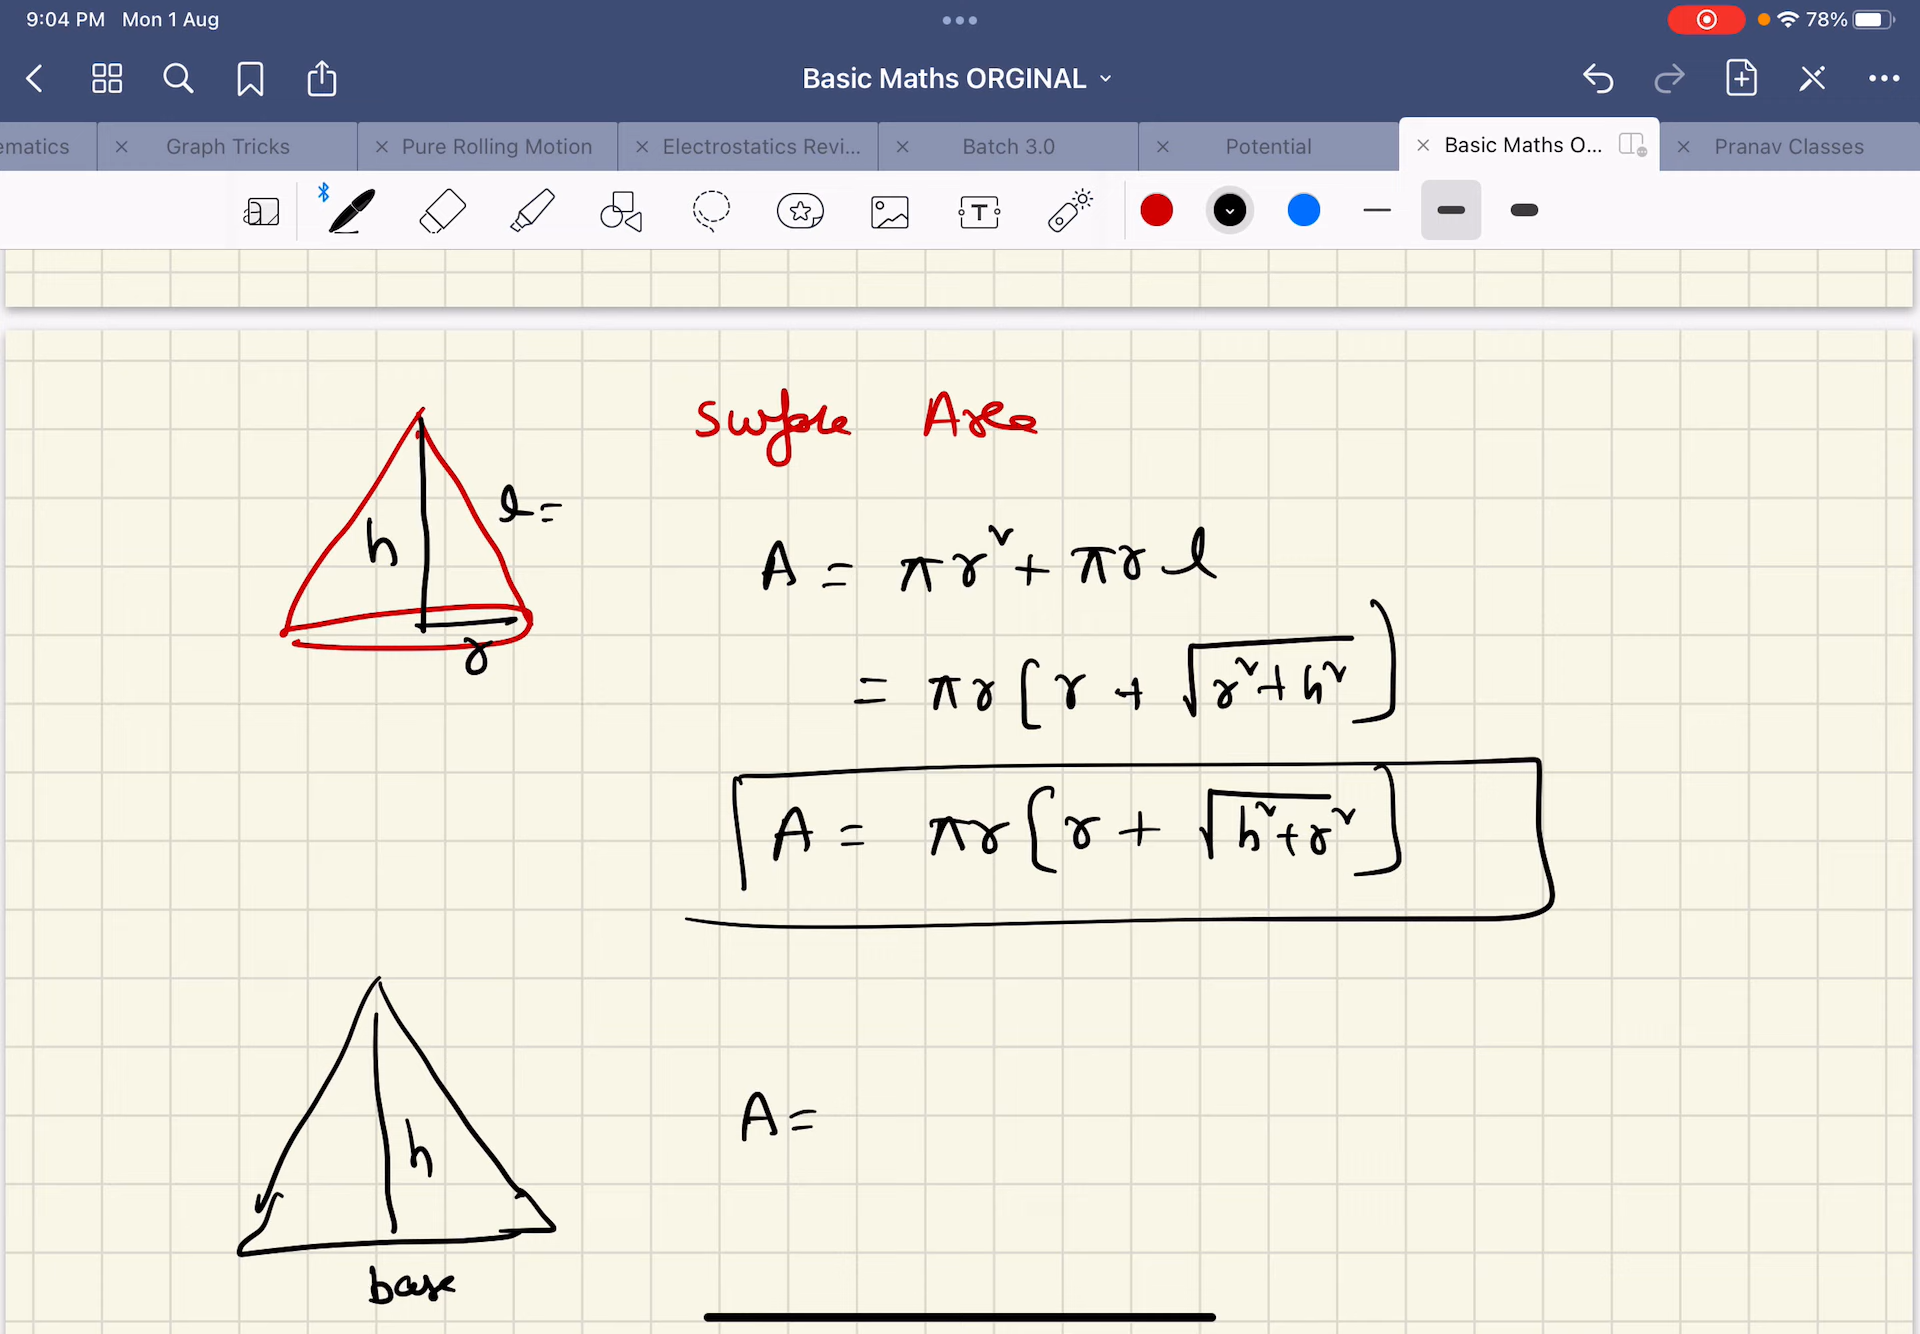 9:04 PM Mon 1 Aug
78%
Basic Maths ORGINAL
ematics
Graph Tricks
Pure Rolling Motion
Electrostatics Revi...
Batch 3.0
Potential
Basic Maths O...
Pranav Classes
Surface Area
h
l =
r
A = πr² + πr l
= πr [r + √(r² + h²)]
A = πr [r + √(h² + r²)]
h
A =
base